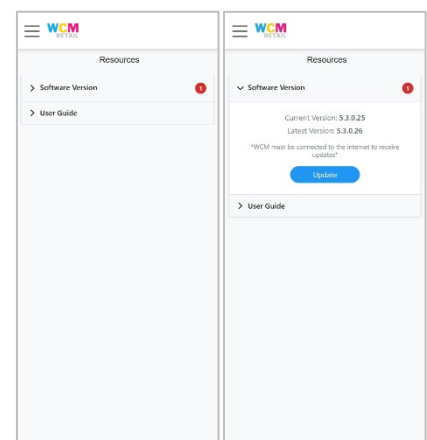 WCM
RETAIL
Resources
Software Version
1
User Guide
WCM
RETAIL
Resources
Software Version
1
Current Version: 5.3.0.25
Latest Version: 5.3.0.26
*WCM must be connected to the internet to receive
updates*
Update
User Guide